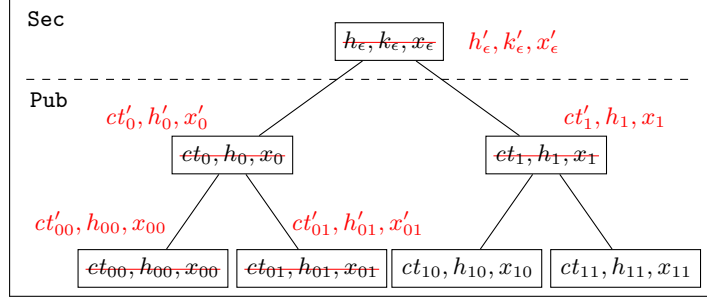 Sec
h_ϵ, k_ϵ, x_ϵ h′_ϵ, k′_ϵ, x′_ϵ
Pub
ct′_0, h′_0, x′_0 ct′_1, h_1, x_1
ct_0, h_0, x_0 ct_1, h_1, x_1
ct′_00, h_00, x_00 ct′_01, h′_01, x′_01
ct_00, h_00, x_00 ct_01, h_01, x_01 ct_10, h_10, x_10 ct_11, h_11, x_11